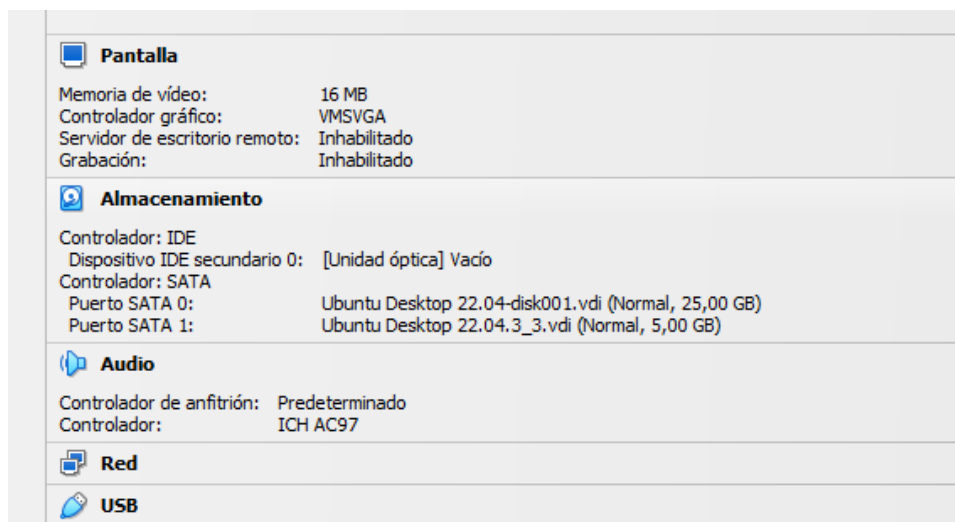 Pantalla
Memoria de vídeo: 16 MB
Controlador gráfico: VMSVGA
Servidor de escritorio remoto: Inhabilitado
Grabación: Inhabilitado
Almacenamiento
Controlador: IDE
Dispositivo IDE secundario 0: [Unidad óptica] Vacío
Controlador: SATA
Puerto SATA 0: Ubuntu Desktop 22.04-disk001.vdi (Normal, 25,00 GB)
Puerto SATA 1: Ubuntu Desktop 22.04.3_3.vdi (Normal, 5,00 GB)
Audio
Controlador de anfitrión: Predeterminado
Controlador: ICH AC97
Red
USB